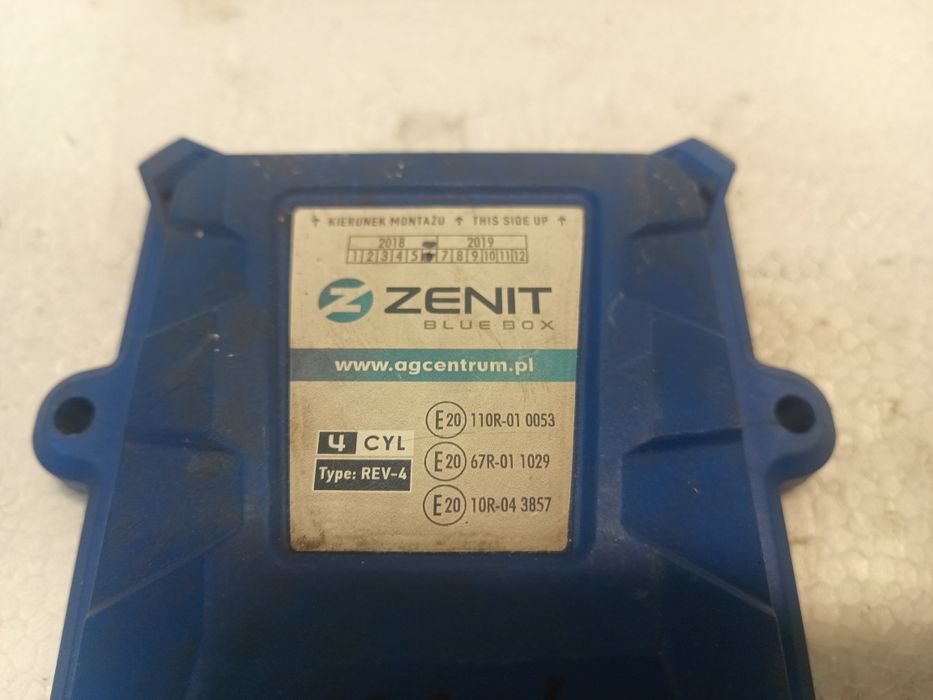 ↑ KIERUNEK MONTAŻU ↑ THIS SIDE UP ↑
2018 2019
1 2 3 4 5 7 8 9 10 11 12
Z ZENIT
BLUE BOX
www.agcentrum.pl
E20 110R-01 0053
4 CYL
E20 67R-01 1029
Type: REV-4
E20 10R-04 3857